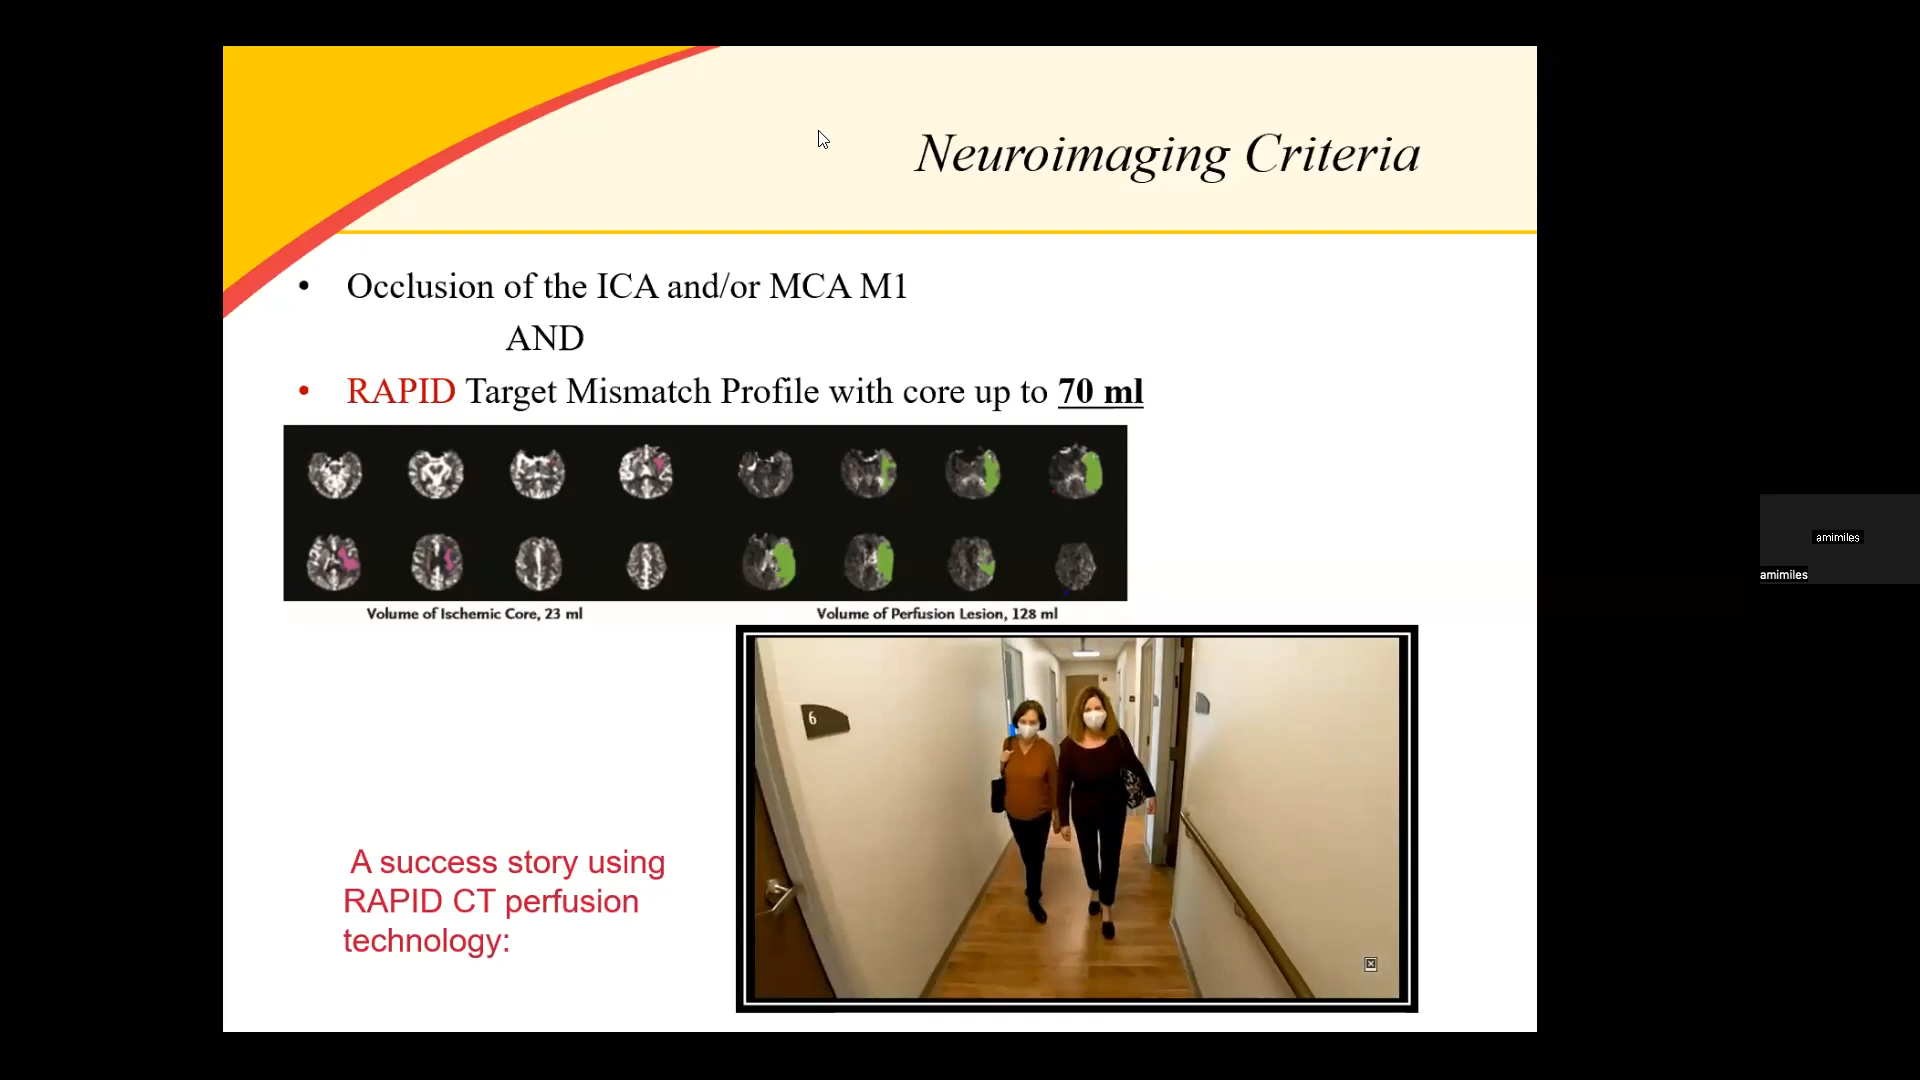 Neuroimaging Criteria
• Occlusion of the ICA and/or MCA M1
AND
• RAPID Target Mismatch Profile with core up to 70 ml
Volume of Ischemic Core, 23 ml
Volume of Perfusion Lesion, 128 ml
6
A success story using
RAPID CT perfusion
technology:
amimiles
amimiles